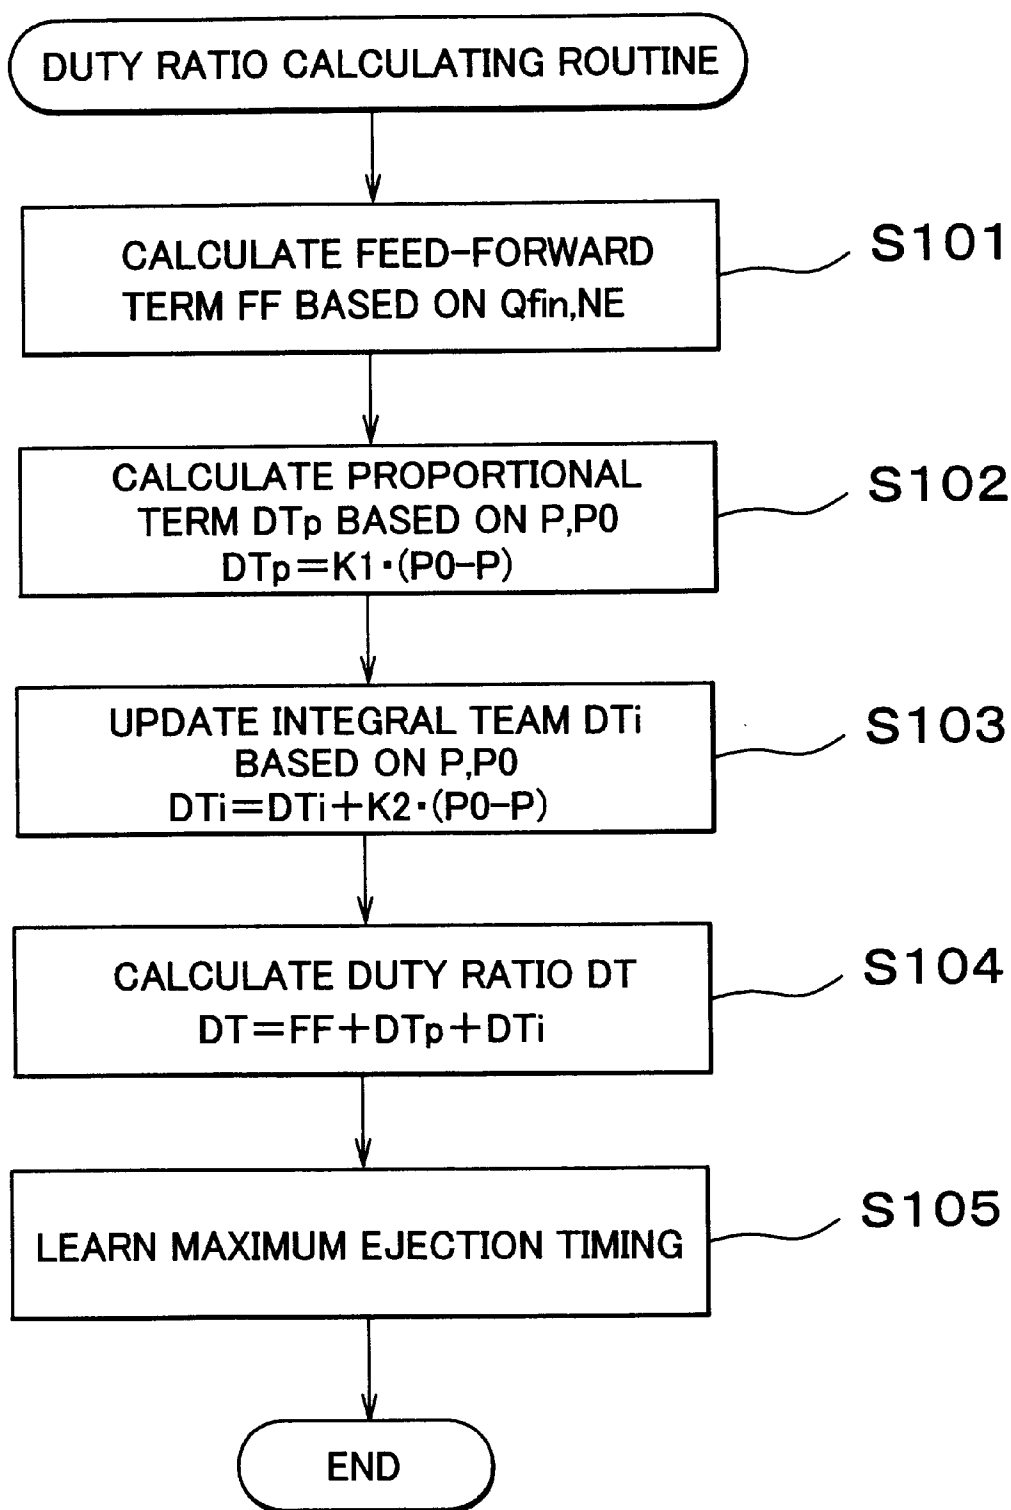 DUTY RATIO CALCULATING ROUTINE
CALCULATE FEED-FORWARD
TERM FF BASED ON Qfin,NE
S101
CALCULATE PROPORTIONAL
TERM DTp BASED ON P,P0
DTp=K1·(P0-P)
S102
UPDATE INTEGRAL TEAM DTi
BASED ON P,P0
DTi=DTi+K2·(P0-P)
S103
CALCULATE DUTY RATIO DT
DT=FF+DTp+DTi
S104
LEARN MAXIMUM EJECTION TIMING
S105
END